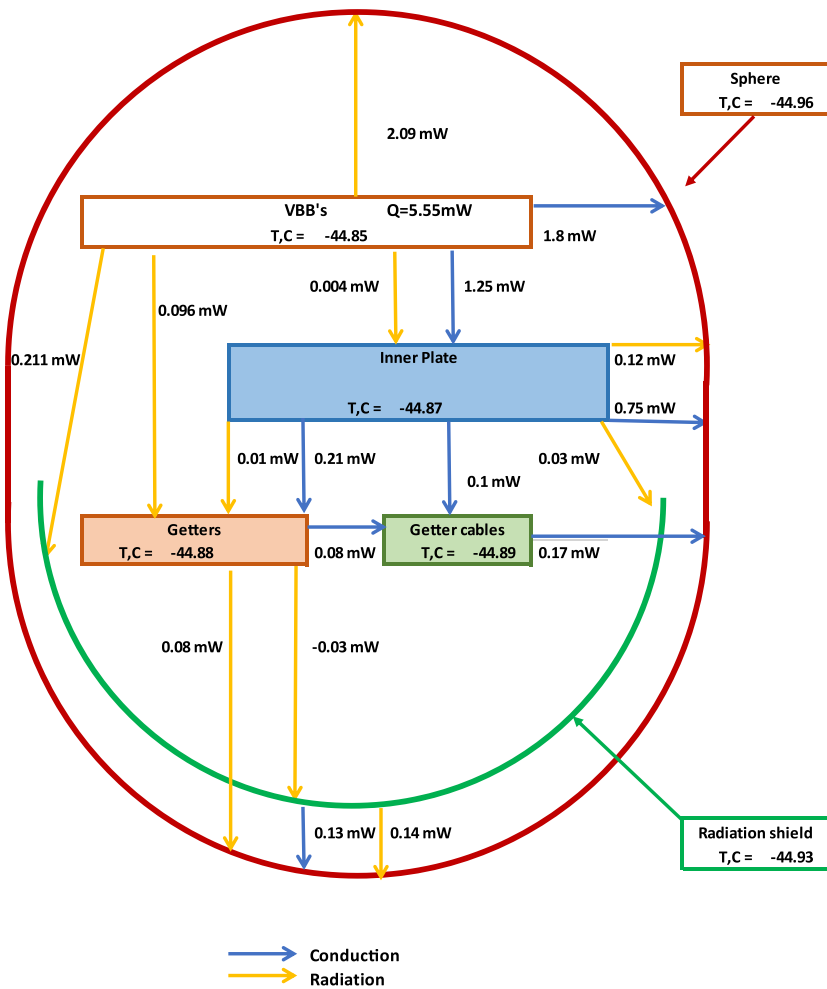 Sphere
T,C = -44.96
2.09 mW
VBB's Q=5.55mW
T,C = -44.85
1.8 mW
0.004 mW
1.25 mW
0.096 mW
0.211 mW
Inner Plate
T,C = -44.87
0.12 mW
0.75 mW
0.01 mW
0.21 mW
0.1 mW
0.03 mW
Getters
T,C = -44.88
0.08 mW
Getter cables
T,C = -44.89
0.17 mW
0.08 mW
-0.03 mW
0.13 mW
0.14 mW
Radiation shield
T,C = -44.93
Conduction
Radiation